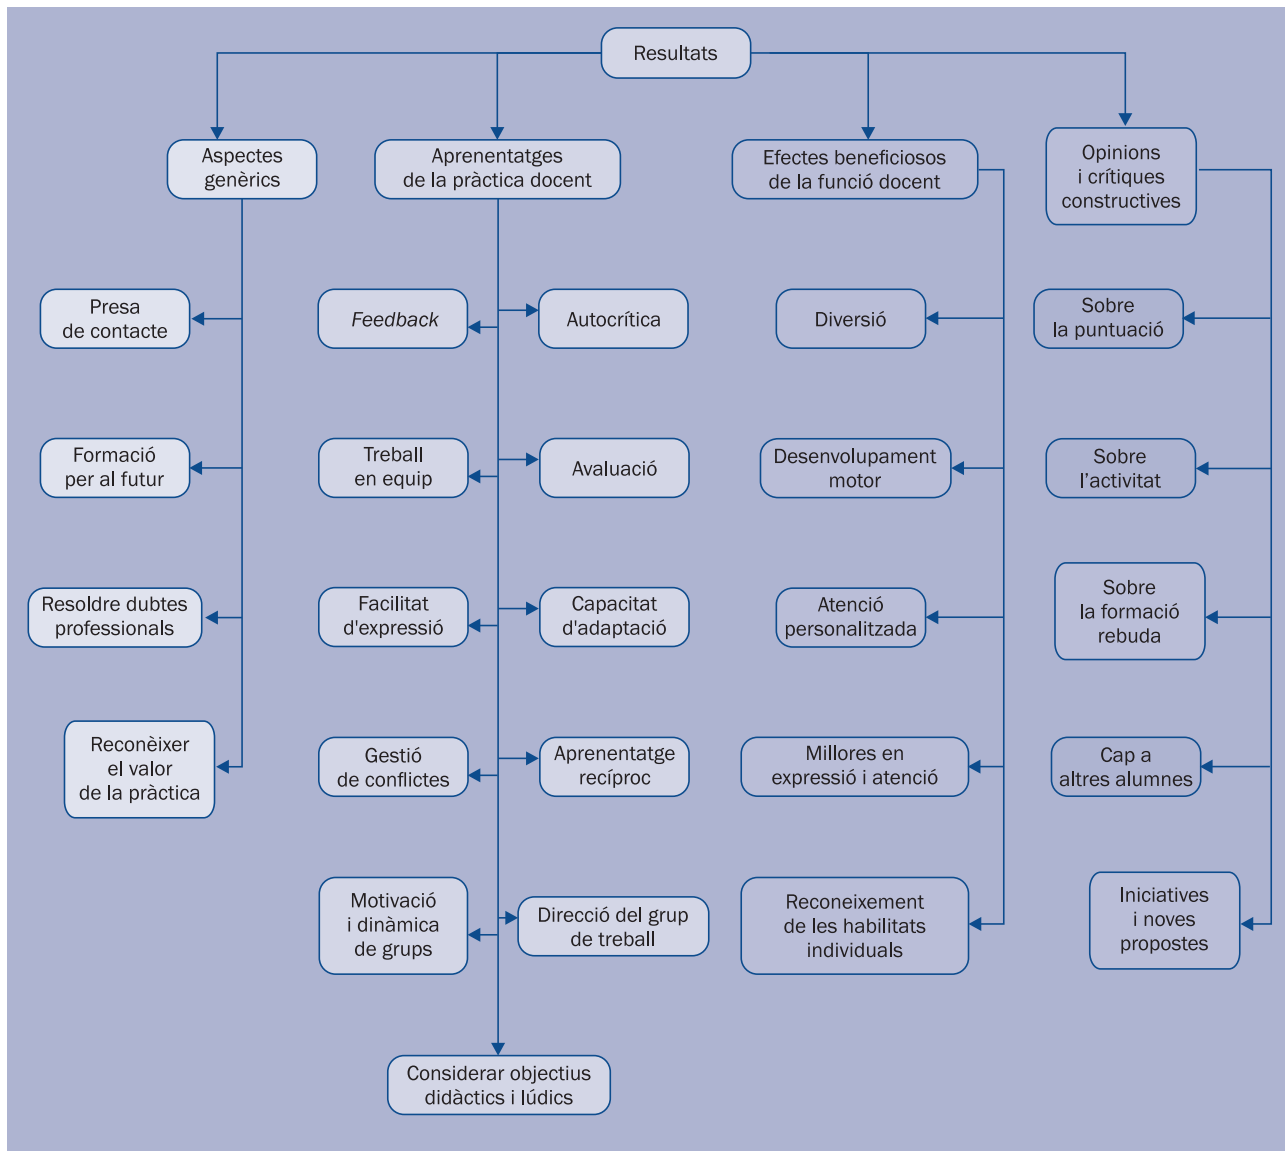 Resultats
Aspectes
genèrics
Presa
de contacte
Formació
per al futur
Resoldre dubtes
professionals
Reconèixer
el valor
de la pràctica
Aprenentatges
de la pràctica docent
Feedback
Autocrítica
Treball
en equip
Avaluació
Facilitat
d'expressió
Capacitat
d'adaptació
Gestió
de conflictes
Aprenentatge
recíproc
Motivació
i dinàmica
de grups
Direcció del grup
de treball
Considerar objectius
didàctics i lúdics
Efectes beneficiosos
de la funció docent
Diversió
Desenvolupament
motor
Atenció
personalitzada
Millores en
expressió i atenció
Reconeixement
de les habilitats
individuals
Opinions
i crítiques
constructives
Sobre
la puntuació
Sobre
l’activitat
Sobre
la formació
rebuda
Cap a
altres alumnes
Iniciatives
i noves
propostes